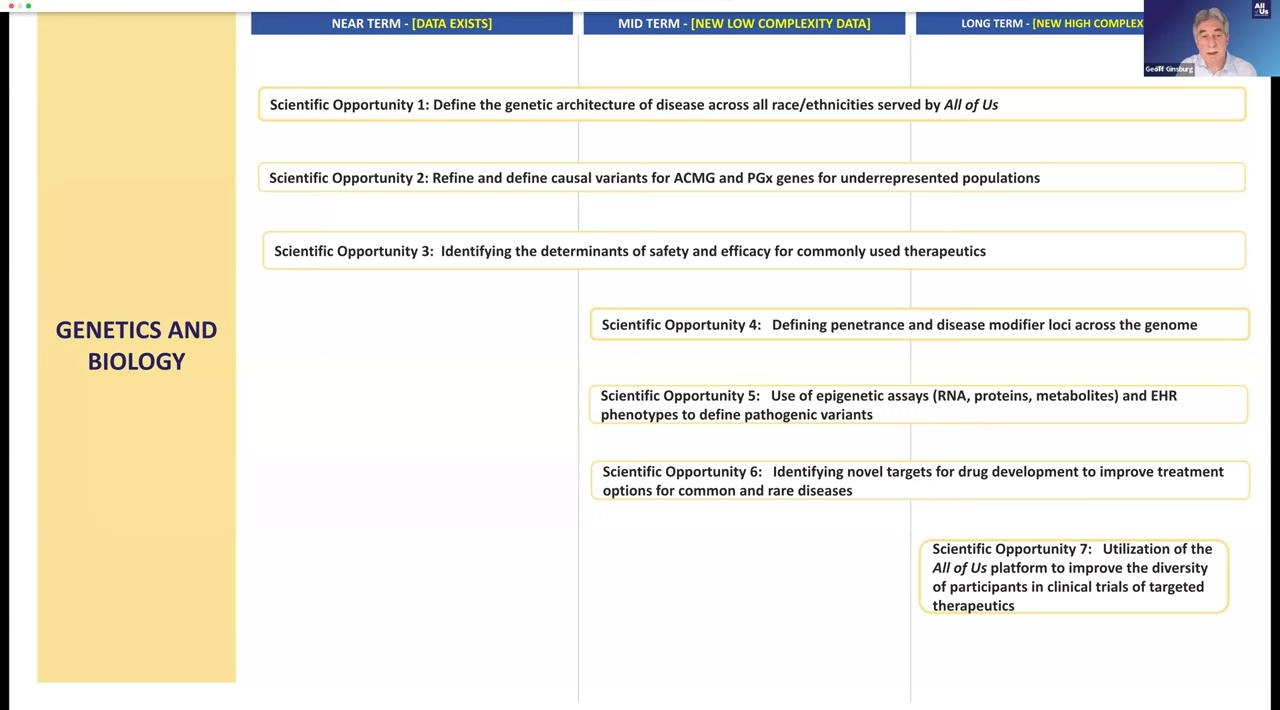 NEAR TERM - [DATA EXISTS]
MID TERM - [NEW LOW COMPLEXITY DATA]
LONG TERM - [NEW HIGH COMPLEX
All
of Us
Geoff Ginsburg
Scientific Opportunity 1: Define the genetic architecture of disease across all race/ethnicities served by All of Us
Scientific Opportunity 2: Refine and define causal variants for ACMG and PGx genes for underrepresented populations
Scientific Opportunity 3: Identifying the determinants of safety and efficacy for commonly used therapeutics
GENETICS AND
BIOLOGY
Scientific Opportunity 4: Defining penetrance and disease modifier loci across the genome
Scientific Opportunity 5: Use of epigenetic assays (RNA, proteins, metabolites) and EHR
phenotypes to define pathogenic variants
Scientific Opportunity 6: Identifying novel targets for drug development to improve treatment
options for common and rare diseases
Scientific Opportunity 7: Utilization of the
All of Us platform to improve the diversity
of participants in clinical trials of targeted
therapeutics